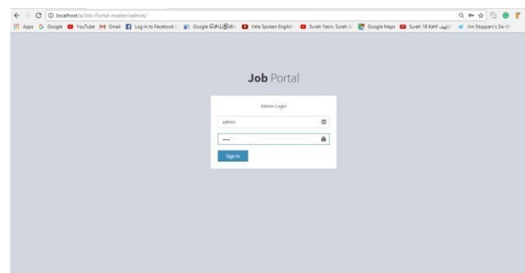 localhost/a/Job-Portal-master/admin/
Apps Google YouTube Gmail Log in to Facebook Google Veta Spoken English Surah Yasin, Surah Google Maps Surah 18 Kahf Jim Stoppani's
Job Portal
Admin Login
admin
Sign In